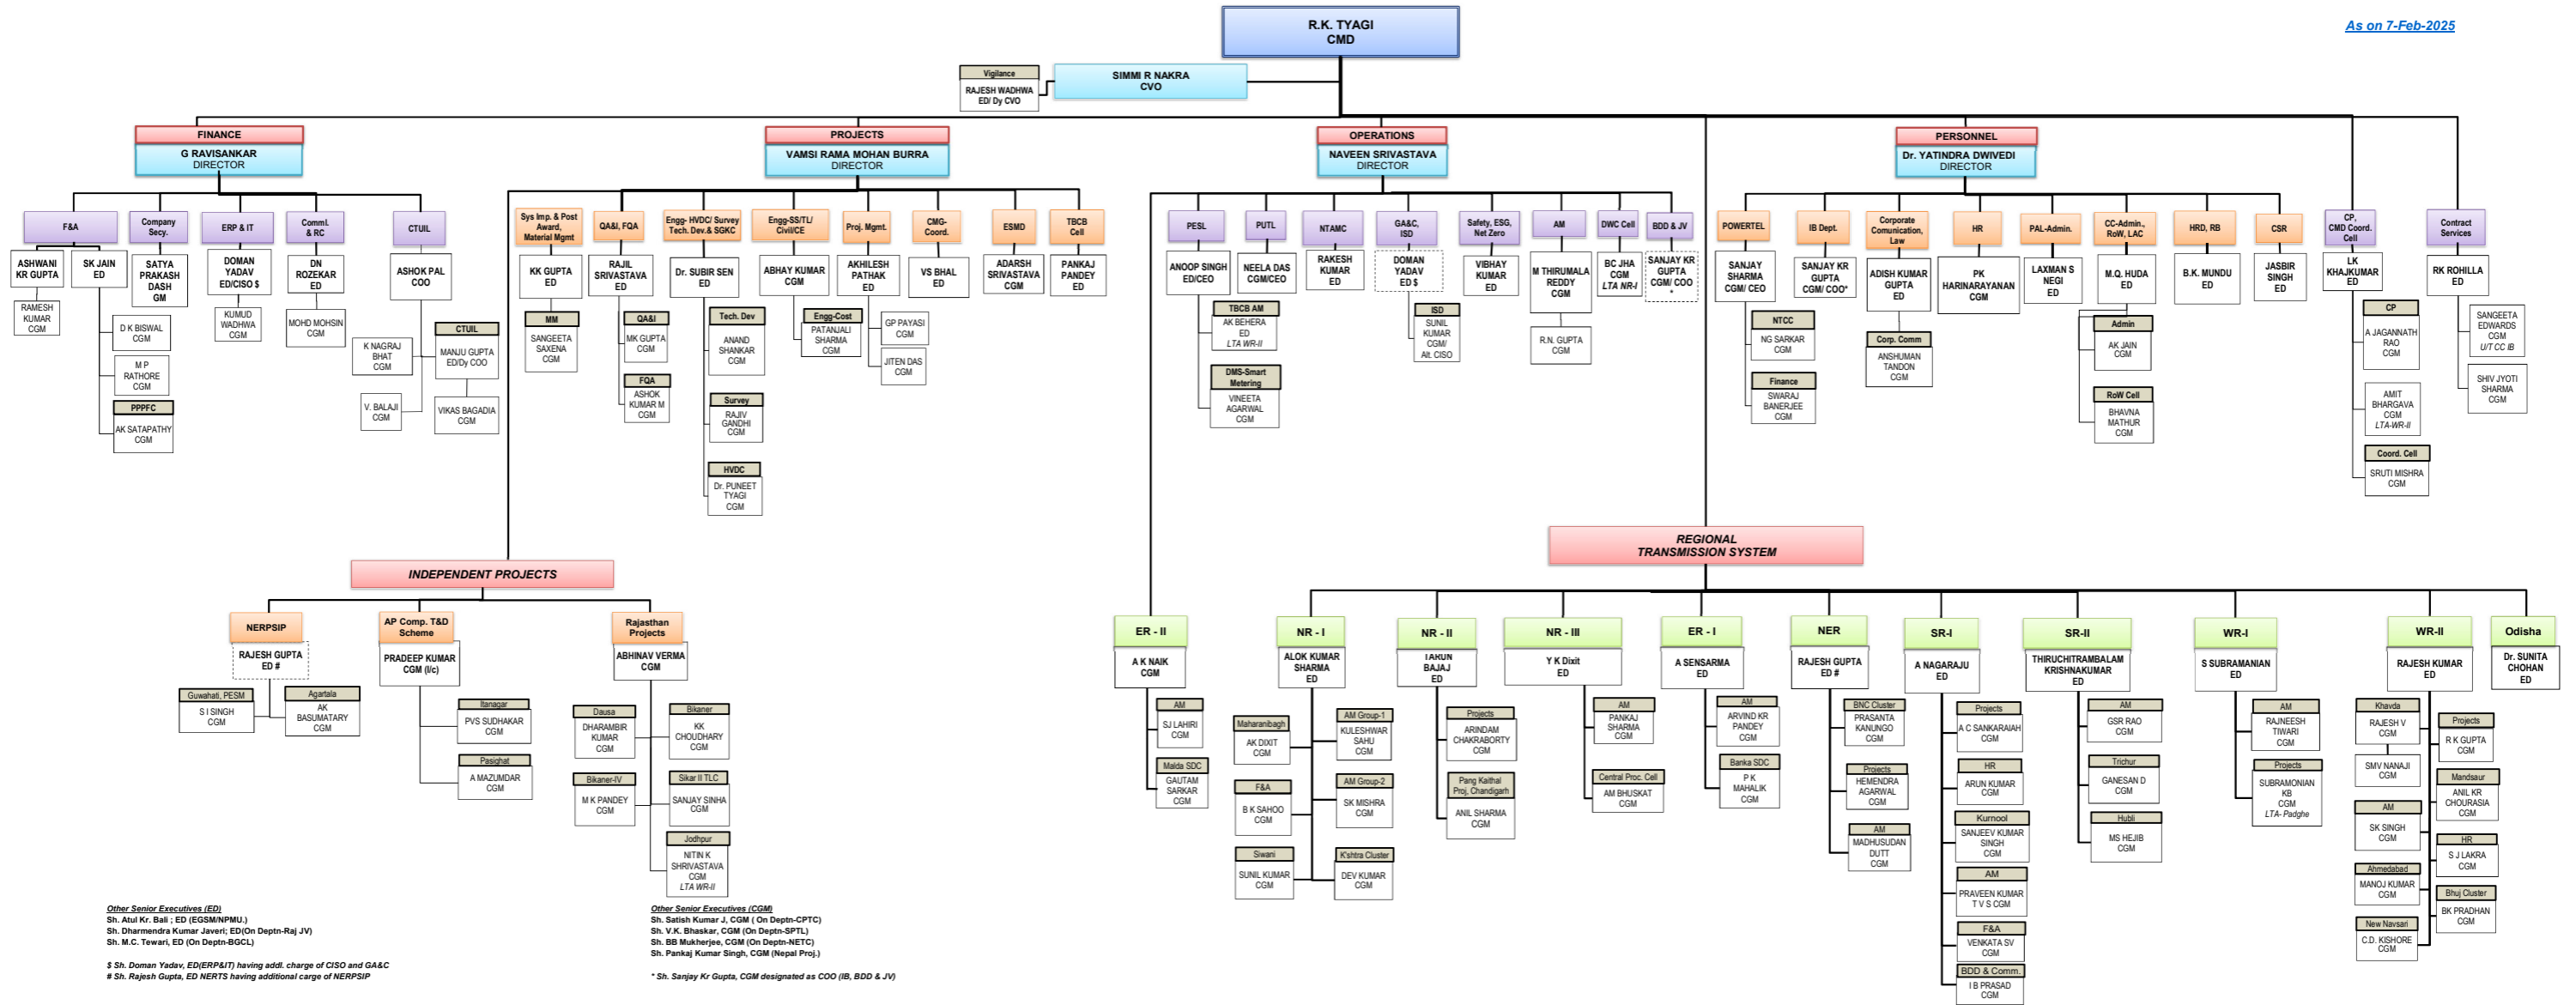 R.K. TYAGI
CMD
As on 7-Feb-2025
Vigilance
RAJESH WADHWA
ED/ Dy CVO
SIMMI R NAKRA
CVO
FINANCE
G RAVISANKAR
DIRECTOR
PROJECTS
VAMSI RAMA MOHAN BURRA
DIRECTOR
OPERATIONS
NAVEEN SRIVASTAVA
DIRECTOR
PERSONNEL
Dr. YATINDRA DWIVEDI
DIRECTOR
F&A
ASHWANI
KR GUPTA
ED
RAMESH
KUMAR
CGM
SK JAIN
ED
D K BISWAL
CGM
M P
RATHORE
CGM
PPPFC
AK SATAPATHY
CGM
Company
Secy.
SATYA
PRAKASH
DASH
GM
ERP & IT
DOMAN
YADAV
ED/CISO $
KUMUD
WADHWA
CGM
Comml.
& RC
DN
ROZEKAR
ED
MOHD MOHSIN
CGM
CTUIL
ASHOK PAL
COO
K NAGRAJ
BHAT
CGM
V. BALAJI
CGM
CTUIL
MANJU GUPTA
ED/Dy COO
VIKAS BAGADIA
CGM
Sys Imp. & Post
Award,
Material Mgmt
KK GUPTA
ED
MM
SANGEETA
SAXENA
CGM
QA&I, FQA
RAJIL
SRIVASTAVA
ED
QA&I
MK GUPTA
CGM
FQA
ASHOK
KUMAR M
CGM
Engg- HVDC/ Survey
Tech. Dev.& SGKC
Dr. SUBIR SEN
ED
Tech. Dev
ANAND
SHANKAR
CGM
Survey
RAJIV
GANDHI
CGM
HVDC
Dr. PUNEET
TYAGI
CGM
Engg-SS/TL/
Civil/CE
ABHAY KUMAR
CGM
Engg-Cost
PATANJALI
SHARMA
CGM
Proj. Mgmt.
AKHILESH
PATHAK
ED
GP PAYASI
CGM
JITEN DAS
CGM
CMG-
Coord.
VS BHAL
ED
ESMD
ADARSH
SRIVASTAVA
CGM
TBCB
Cell
PANKAJ
PANDEY
ED
PESL
ANOOP SINGH
ED/CEO
TBCB AM
AK BEHERA
ED
LTA WR-II
DMS-Smart
Metering
VINEETA
AGARWAL
CGM
PUTL
NEELA DAS
CGM/CEO
NTAMC
RAKESH
KUMAR
ED
GA&C,
ISD
DOMAN
YADAV
ED $
ISD
SUNIL
KUMAR
CGM/
Alt. CISO
Safety, ESG,
Net Zero
VIBHAY
KUMAR
ED
AM
M THIRUMALA
REDDY
CGM
R.N. GUPTA
CGM
DWC Cell
BC JHA
CGM
LTA NR-I
BDD & JV
SANJAY KR
GUPTA
CGM/ COO
*
POWERTEL
SANJAY
SHARMA
CGM/ CEO
NTCC
NG SARKAR
CGM
Finance
SWARAJ
BANERJEE
CGM
IB Dept.
SANJAY KR
GUPTA
CGM/ COO*
Corporate
Comunication,
Law
ADISH KUMAR
GUPTA
ED
Corp. Comm
ANSHUMAN
TANDON
CGM
HR
PK
HARINARAYANAN
CGM
PAL-Admin.
LAXMAN S
NEGI
ED
CC-Admin.,
RoW, LAC
M.Q. HUDA
ED
Admin
AK JAIN
CGM
RoW Cell
BHAVNA
MATHUR
CGM
HRD, RB
B.K. MUNDU
ED
CSR
JASBIR
SINGH
ED
CP,
CMD Coord.
Cell
LK
KHAJKUMAR
ED
CP
A JAGANNATH
RAO
CGM
AMIT
BHARGAVA
CGM
LTA-WR-II
Coord. Cell
SRUTI MISHRA
CGM
Contract
Services
RK ROHILLA
ED
SANGEETA
EDWARDS
CGM
U/T CC IB
SHIV JYOTI
SHARMA
CGM
INDEPENDENT PROJECTS
NERPSIP
RAJESH GUPTA
ED #
Guwahati, PESM
S I SINGH
CGM
Agartala
AK
BASUMATARY
CGM
AP Comp. T&D
Scheme
PRADEEP KUMAR
CGM (I/c)
Itanagar
PVS SUDHAKAR
CGM
Pasighat
A MAZUMDAR
CGM
Rajasthan
Projects
ABHINAV VERMA
CGM
Dausa
DHARAMBIR
KUMAR
CGM
Bikaner
KK
CHOUDHARY
CGM
Bikaner-IV
M K PANDEY
CGM
Sikar II TLC
SANJAY SINHA
CGM
Jodhpur
NITIN K
SHRIVASTAVA
CGM
LTA WR-II
REGIONAL
TRANSMISSION SYSTEM
ER - II
A K NAIK
CGM
AM
SJ LAHIRI
CGM
Malda SDC
GAUTAM
SARKAR
CGM
NR - I
ALOK KUMAR
SHARMA
ED
Maharanibagh
AK DIXIT
CGM
AM Group-1
KULESHWAR
SAHU
CGM
F&A
B K SAHOO
CGM
AM Group-2
SK MISHRA
CGM
Siwani
SUNIL KUMAR
CGM
K'shtra Cluster
DEV KUMAR
CGM
NR - II
TARUN
BAJAJ
ED
Projects
ARINDAM
CHAKRABORTY
CGM
Pang Kaithal
Proj, Chandigarh
ANIL SHARMA
CGM
NR - III
Y K Dixit
ED
AM
PANKAJ
SHARMA
CGM
Central Proc. Cell
AM BHUSKAT
CGM
ER - I
A SENSARMA
ED
AM
ARVIND KR
PANDEY
CGM
Banka SDC
P K
MAHALIK
CGM
NER
RAJESH GUPTA
ED #
BNC Cluster
PRASANTA
KANUNGO
CGM
Projects
HEMENDRA
AGARWAL
CGM
AM
MADHUSUDAN
DUTT
CGM
SR-I
A NAGARAJU
ED
Projects
A C SANKARAIAH
CGM
HR
ARUN KUMAR
CGM
Kurnool
SANJEEV KUMAR
SINGH
CGM
AM
PRAVEEN KUMAR
T V S CGM
F&A
VENKATA SV
CGM
BDD & Comm.
I B PRASAD
CGM
SR-II
THIRUCHITRAMBALAM
KRISHNAKUMAR
ED
AM
GSR RAO
CGM
Trichur
GANESAN D
CGM
Hubli
MS HEJIB
CGM
WR-I
S SUBRAMANIAN
ED
AM
RAJNEESH
TIWARI
CGM
Projects
SUBRAMONIAN
KB
CGM
LTA- Padghe
WR-II
RAJESH KUMAR
ED
Khavda
RAJESH V
CGM
SMV NANAJI
CGM
Projects
R K GUPTA
CGM
Mandsaur
ANIL KR
CHOURASIA
CGM
AM
SK SINGH
CGM
HR
S J LAKRA
CGM
Ahmedabad
MANOJ KUMAR
CGM
Bhuj Cluster
BK PRADHAN
CGM
New Navsari
C.D. KISHORE
CGM
Odisha
Dr. SUNITA
CHOHAN
ED
Other Senior Executives (ED)
Sh. Atul Kr. Bali ; ED (EGSM/NPMU.)
Sh. Dharmendra Kumar Javeri; ED(On Deptn-Raj JV)
Sh. M.C. Tewari, ED (On Deptn-BGCL)
$ Sh. Doman Yadav, ED(ERP&IT) having addl. charge of CISO and GA&C
# Sh. Rajesh Gupta, ED NERTS having additional carge of NERPSIP
Other Senior Executives (CGM)
Sh. Satish Kumar J, CGM ( On Deptn-CPTC)
Sh. V.K. Bhaskar, CGM (On Deptn-SPTL)
Sh. BB Mukherjee, CGM (On Deptn-NETC)
Sh. Pankaj Kumar Singh, CGM (Nepal Proj.)
* Sh. Sanjay Kr Gupta, CGM designated as COO (IB, BDD & JV)